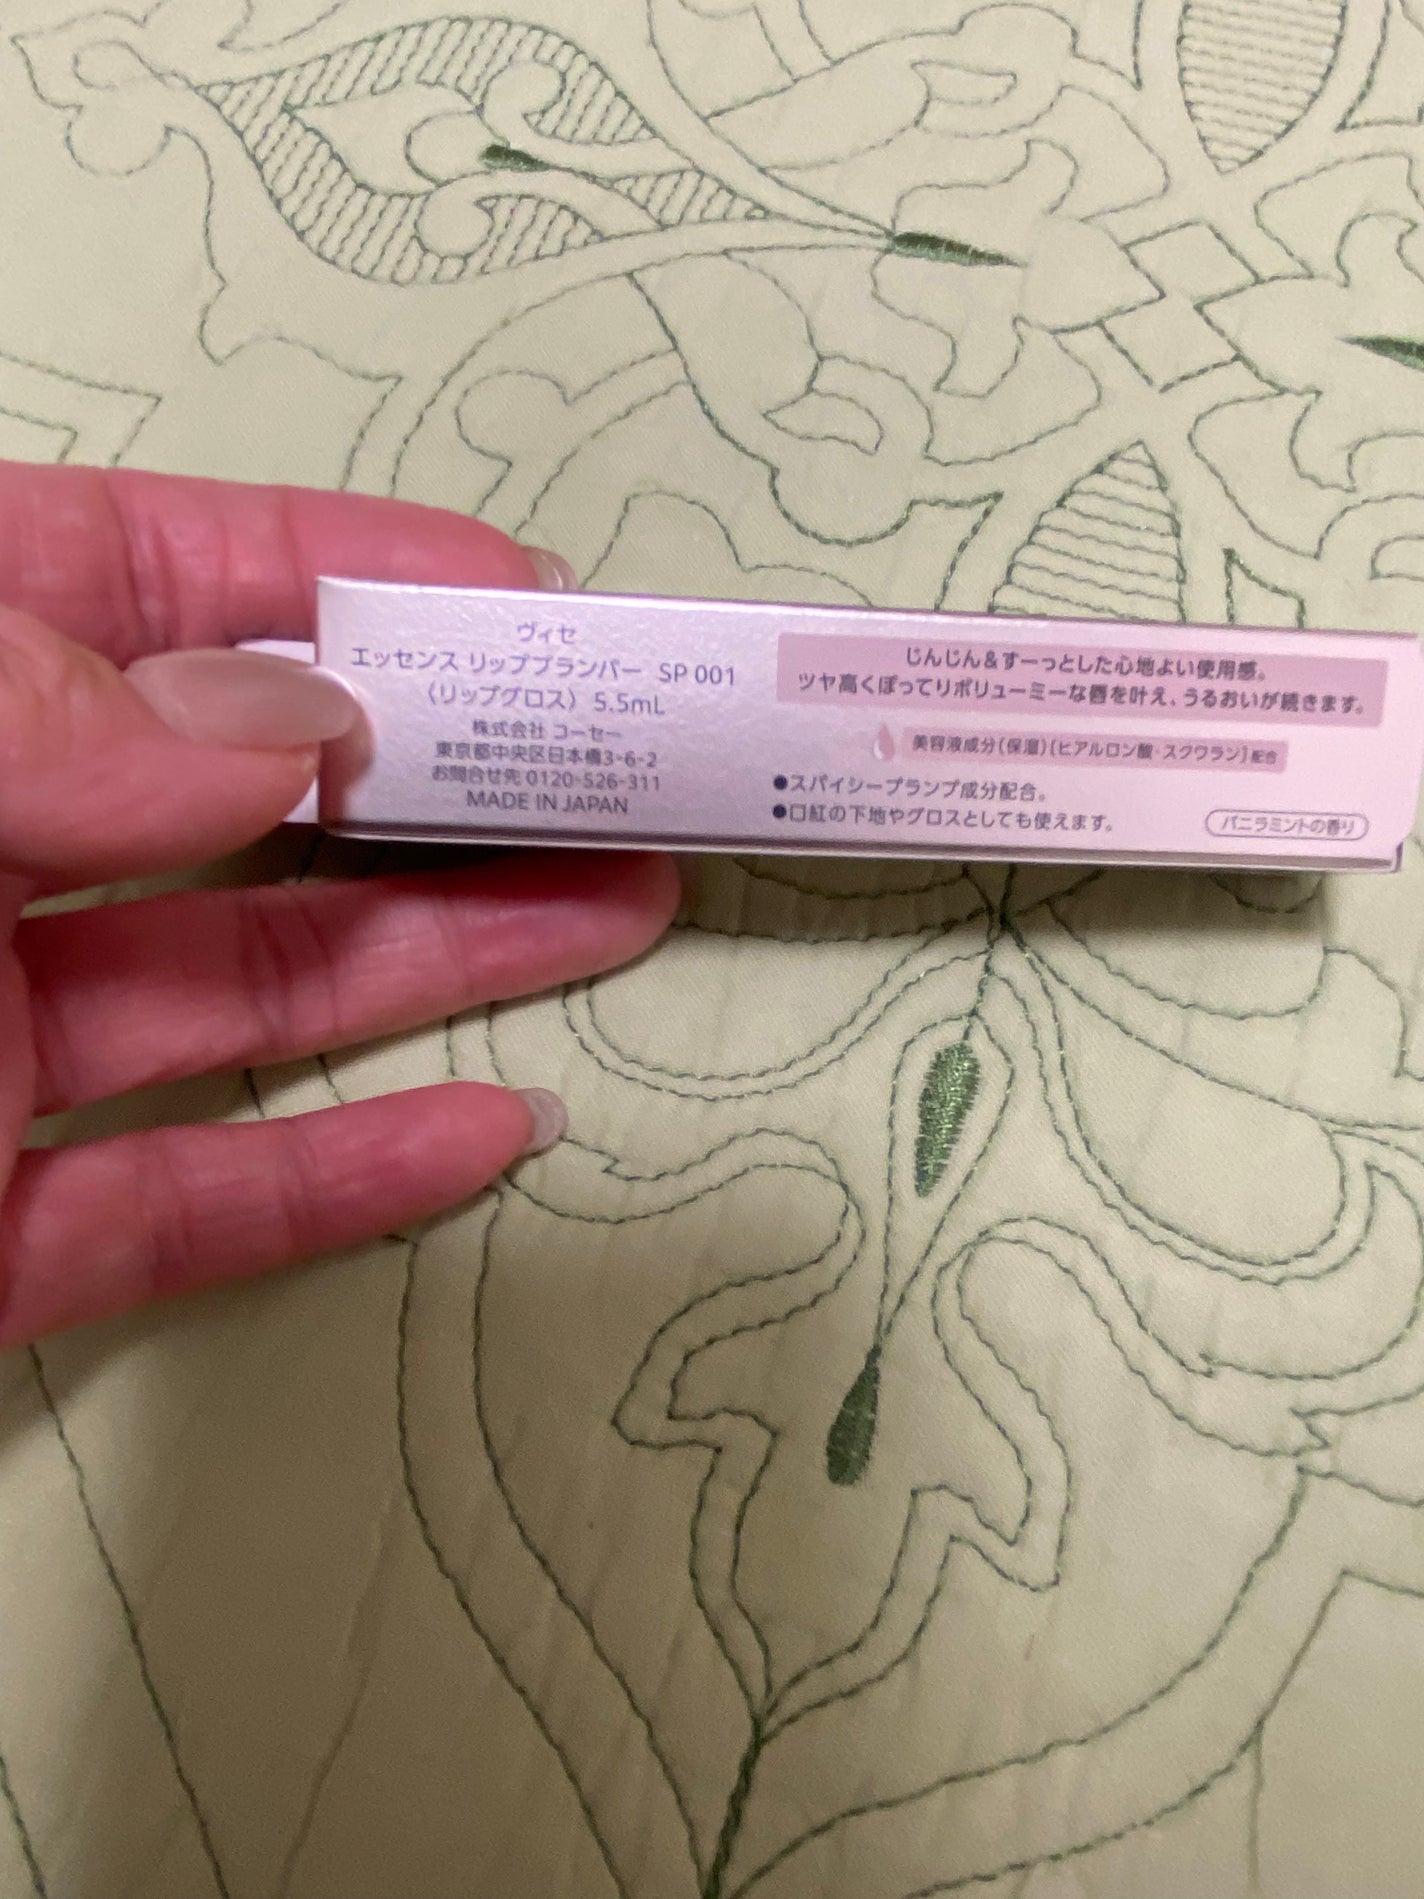 ヴィセ
エッセンス リッププランパー SP 001
〈リップグロス〉 5.5mL
株式会社 コーセー
東京都中央区日本橋3-6-2
お問合せ先 0120-526-311
MADE IN JAPAN
じんじん＆すーっとした心地よい使用感。
ツヤ高くぽってりボリューミーな唇を叶え、うるおいが続きます。
美容液成分(保湿)[ヒアルロン酸・スクワラン]配合
●スパイシープランプ成分配合。
●口紅の下地やグロスとしても使えます。
バニラミントの香り